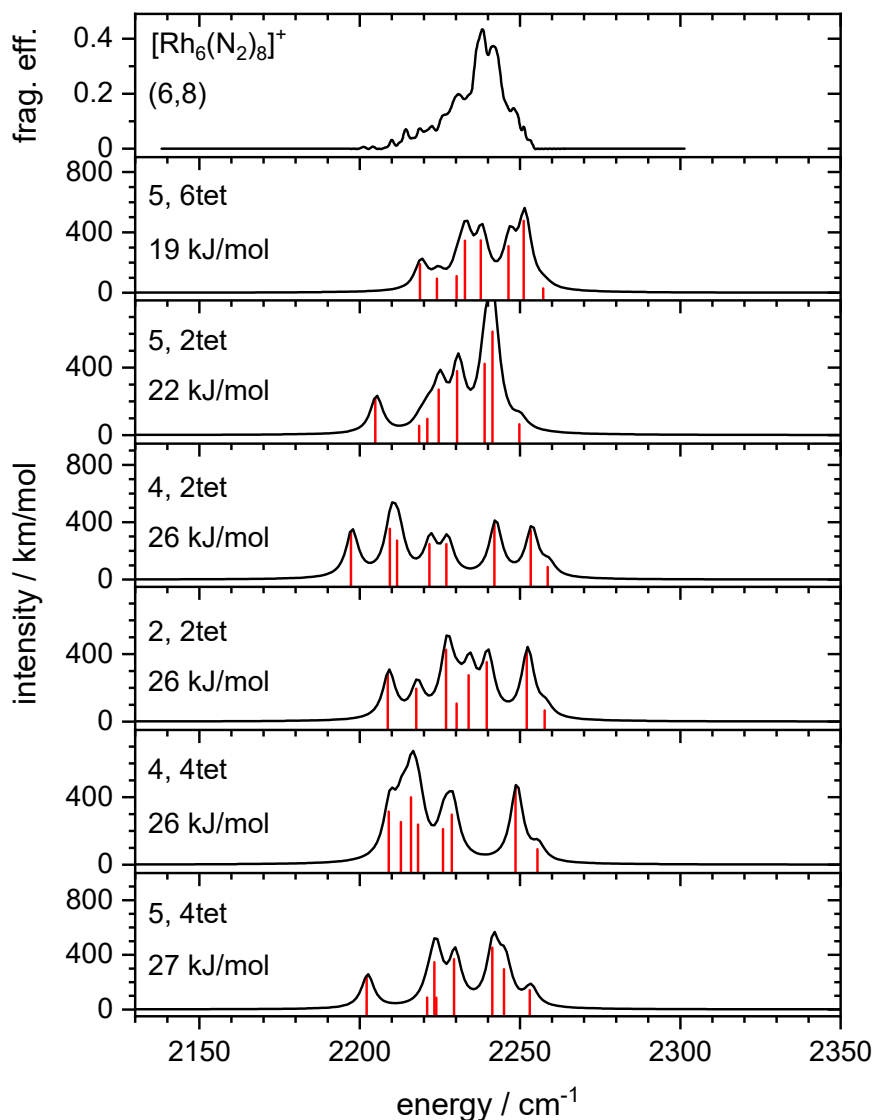 frag. eff.
0.4
0.2
0
[Rh₆(N₂)₈]⁺
(6,8)
800
400
0
5, 6tet
19 kJ/mol
400
0
5, 2tet
22 kJ/mol
intensity / km/mol
800
400
0
4, 2tet
26 kJ/mol
400
0
2, 2tet
26 kJ/mol
400
0
4, 4tet
26 kJ/mol
800
400
0
5, 4tet
27 kJ/mol
2150 2200 2250 2300 2350
energy / cm⁻¹